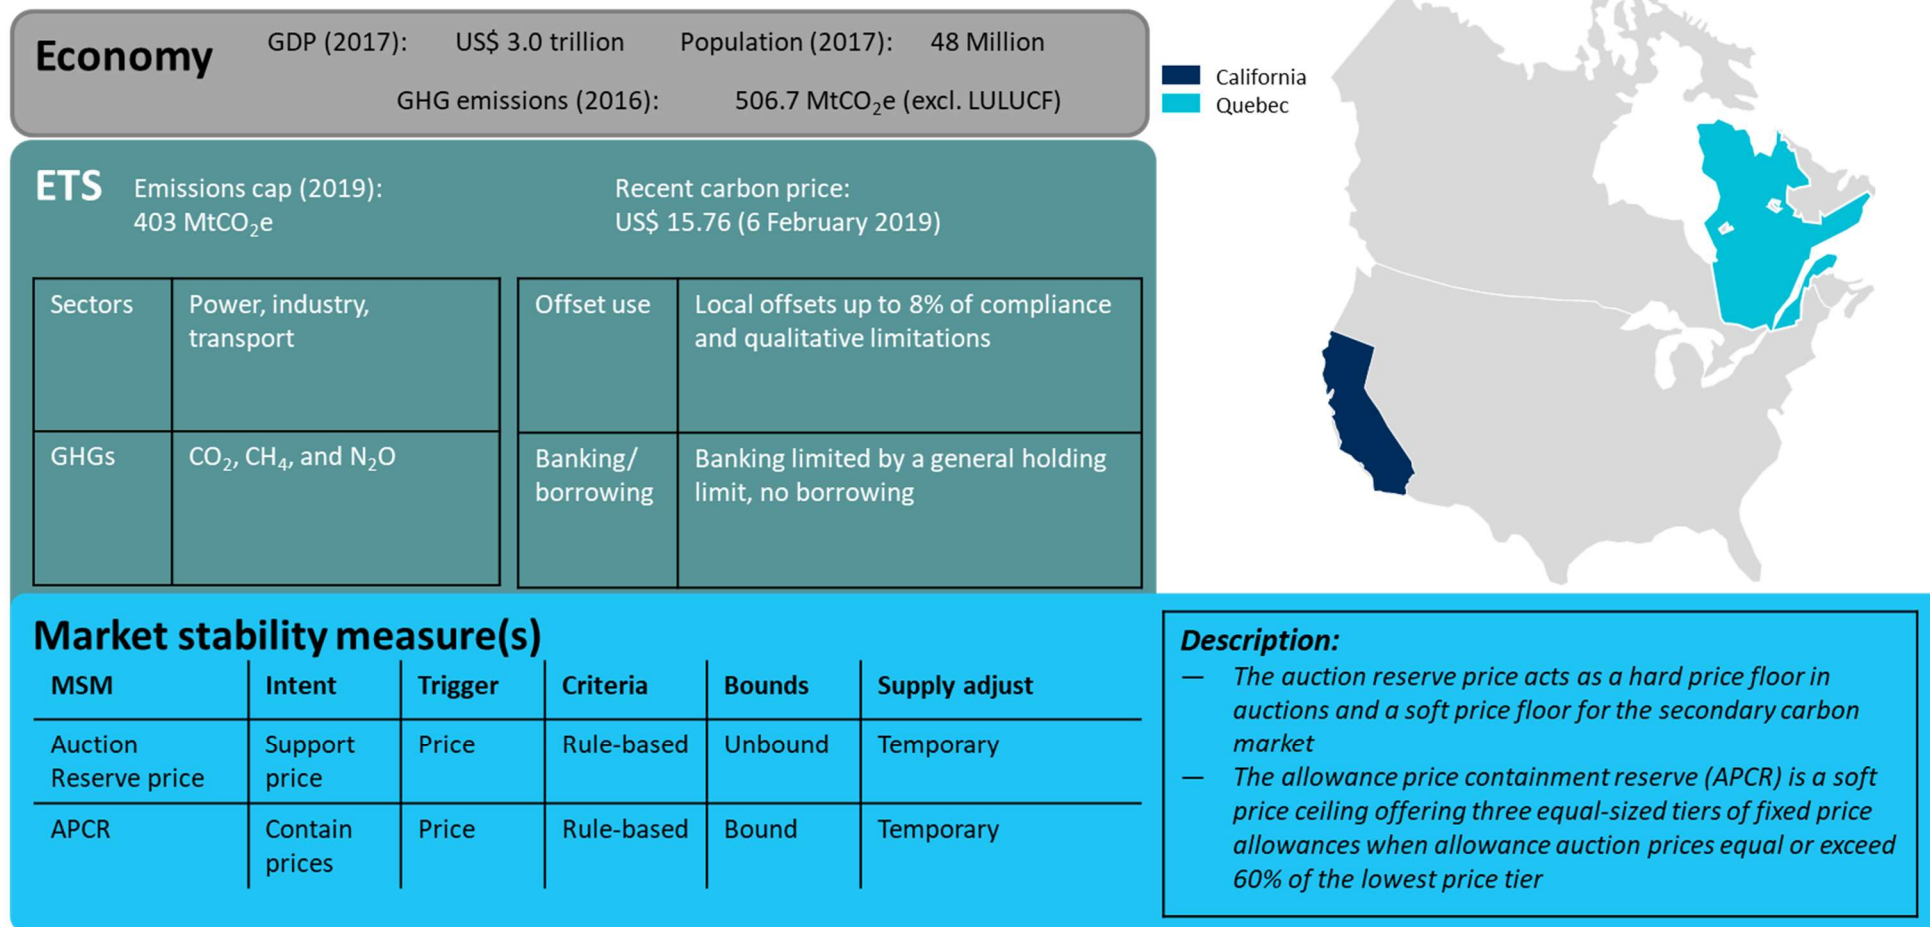 Economy
GDP (2017): US$ 3.0 trillion Population (2017): 48 Million
GHG emissions (2016): 506.7 MtCO₂e (excl. LULUCF)
California
Quebec
ETS
Emissions cap (2019):
403 MtCO₂e
Recent carbon price:
US$ 15.76 (6 February 2019)
Sectors
Power, industry,
transport
GHGs
CO₂, CH₄, and N₂O
Offset use
Local offsets up to 8% of compliance
and qualitative limitations
Banking/
borrowing
Banking limited by a general holding
limit, no borrowing
Market stability measure(s)
MSM Intent Trigger Criteria Bounds Supply adjust
Auction
Reserve price
Support
price
Price
Rule-based
Unbound
Temporary
APCR
Contain
prices
Price
Rule-based
Bound
Temporary
Description:
— The auction reserve price acts as a hard price floor in
auctions and a soft price floor for the secondary carbon
market
— The allowance price containment reserve (APCR) is a soft
price ceiling offering three equal-sized tiers of fixed price
allowances when allowance auction prices equal or exceed
60% of the lowest price tier